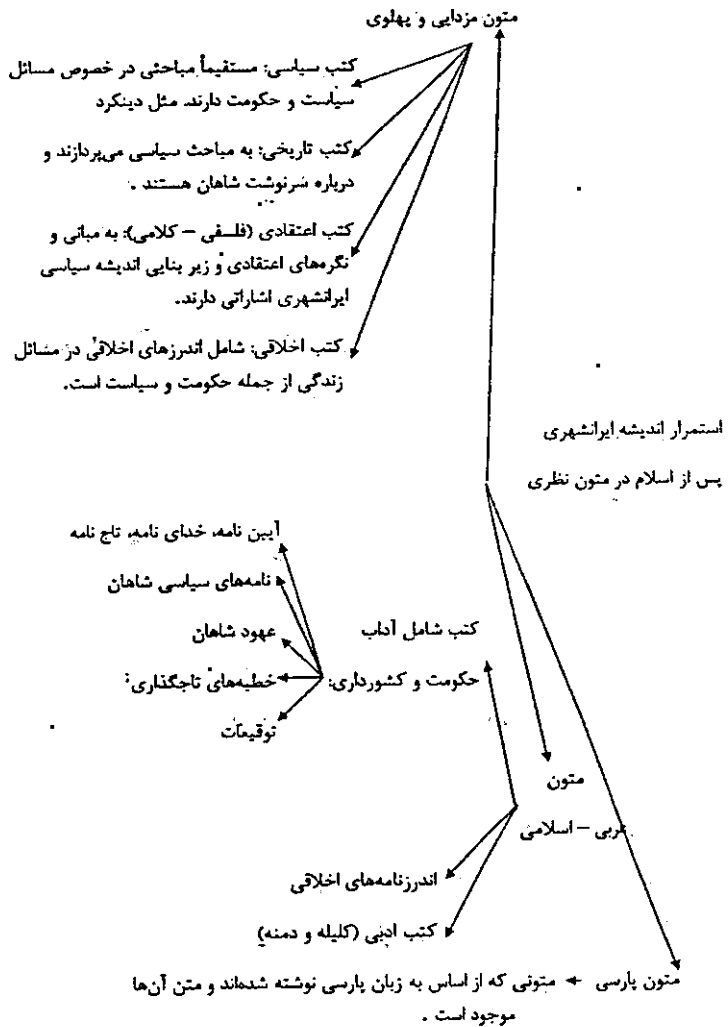 متون مزدایی و پهلوی
کتب سیاسی: مستقیماً مباحثی در خصوص مسائل
سیاست و حکومت دارند. مثل دینکرد
کتب تاریخی: به مباحث سیاسی می‌پردازند و
درباره سرنوشت شاهان هستند .
کتب اعتقادی (فلسفی – کلامی): به مبانی و
نگره‌های اعتقادی و زیر بنایی اندیشه سیاسی
ایرانشهری اشاراتی دارند.
کتب اخلاقی: شامل اندرزهای اخلاقی در مسائل
زندگی از جمله حکومت و سیاست است.
استمرار اندیشه ایرانشهری
پس از اسلام در متون نظری
آیین نامه، خدای نامه، تاج نامه
نامه‌های سیاسی شاهان
عهود شاهان
خطبه‌های تاجگذاری:
توقیعات
کتب شامل آداب
حکومت و کشورداری:
متون
عربی – اسلامی
اندرزنامه‌های اخلاقی
کتب ادبی (کلیله و دمنه)
متون پارسی ← متونی که از اساس به زبان پارسی نوشته شده‌اند و متن آن‌ها
موجود است .